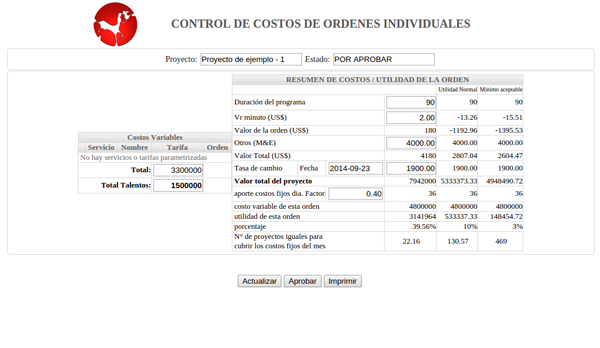 CONTROL DE COSTOS DE ORDENES INDIVIDUALES
Proyecto: Proyecto de ejemplo - 1 Estado: POR APROBAR
Costos Variables
Servicio Nombre Tarifa Orden
No hay servicios o tarifas parametrizadas
Total: 3300000
Total Talentos: 1500000
RESUMEN DE COSTOS / UTILIDAD DE LA ORDEN
Utilidad Normal Mínimo aceptable
Duración del programa 90 90 90
Vr minuto (US$) 2.00 -13.26 -15.51
Valor de la orden (US$) 180 -1192.96 -1395.53
Otros (M&E) 4000.00 4000.00 4000.00
Valor Total (US$) 4180 2807.04 2604.47
Tasa de cambio Fecha 2014-09-23 1900.00 1900.00 1900.00
Valor total del proyecto 7942000 5333373.33 4948490.72
aporte costos fijos dia. Factor 0.40 36 36 36
costo variable de esta orden 4800000 4800000 4800000
utilidad de esta orden 3141964 533337.33 148454.72
porcentaje 39.56% 10% 3%
N° de proyectos iguales para
cubrir los costos fijos del mes 22.16 130.57 469
Actualizar Aprobar Imprimir